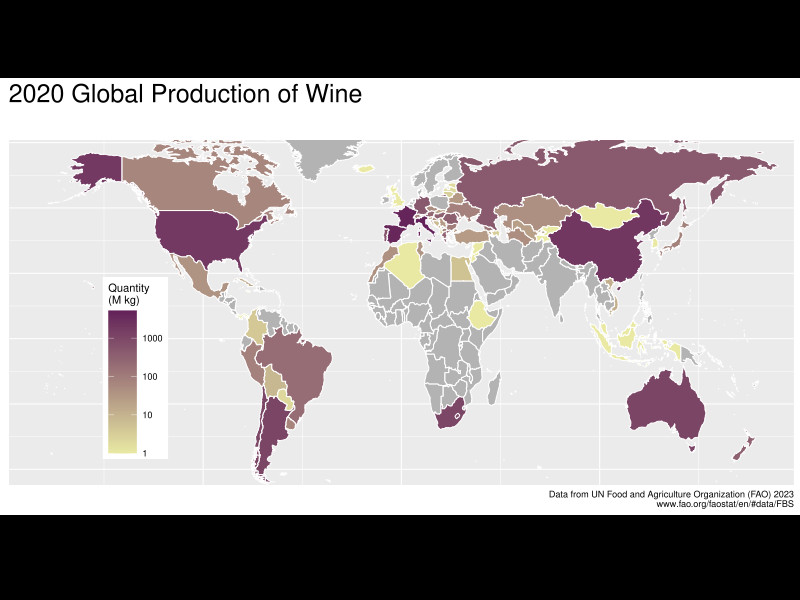 2020 Global Production of Wine
Quantity
(M kg)
1000
100
10
1
Data from UN Food and Agriculture Organization (FAO) 2023
www.fao.org/faostat/en/#data/FBS